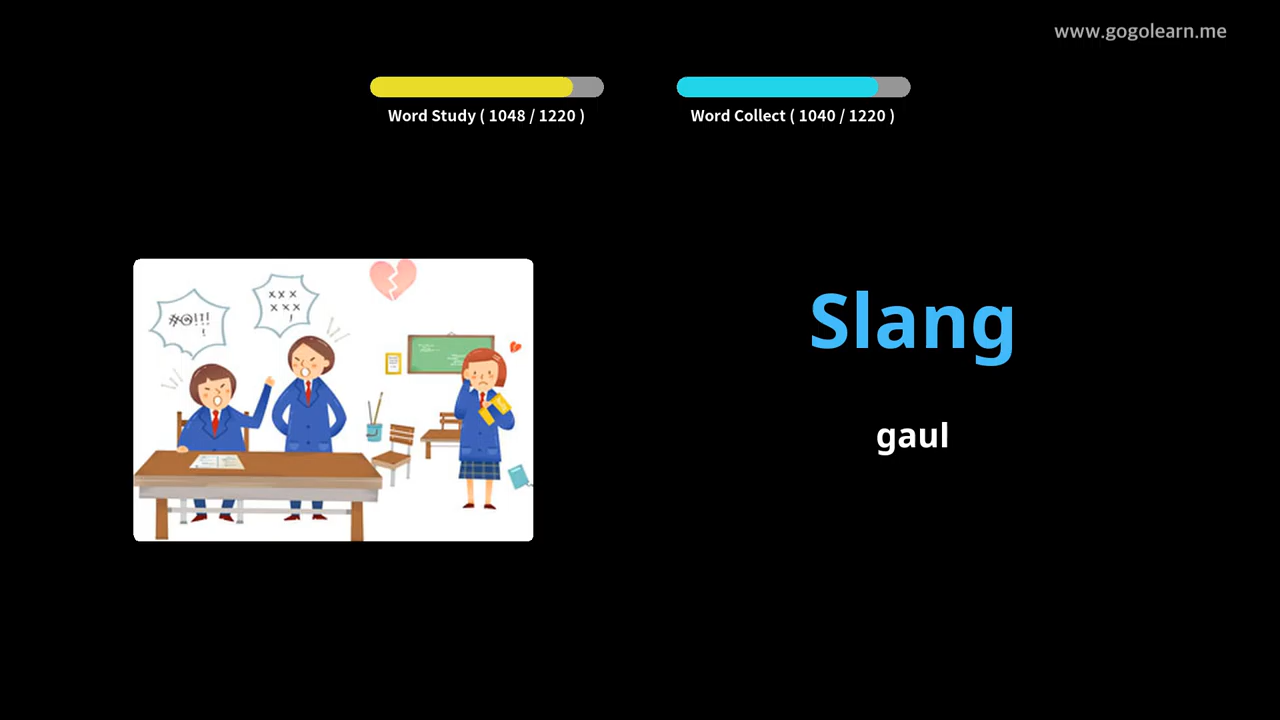 www.gogolearn.me
Word Study ( 1048 / 1220 )
Word Collect ( 1040 / 1220 )
#@!!!
!
x x x
x x x
!
Slang
gaul